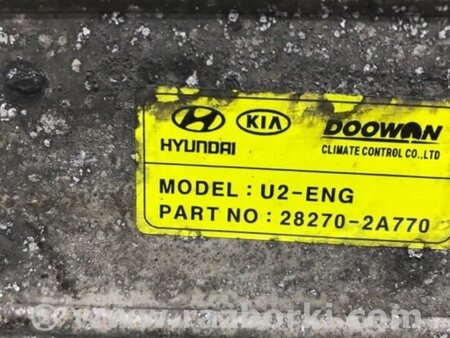 HYUNDAI KIA DOOWON
CLIMATE CONTROL CO.,LTD
MODEL : U2-ENG
PART NO : 28270-2A770
www.razborki.com